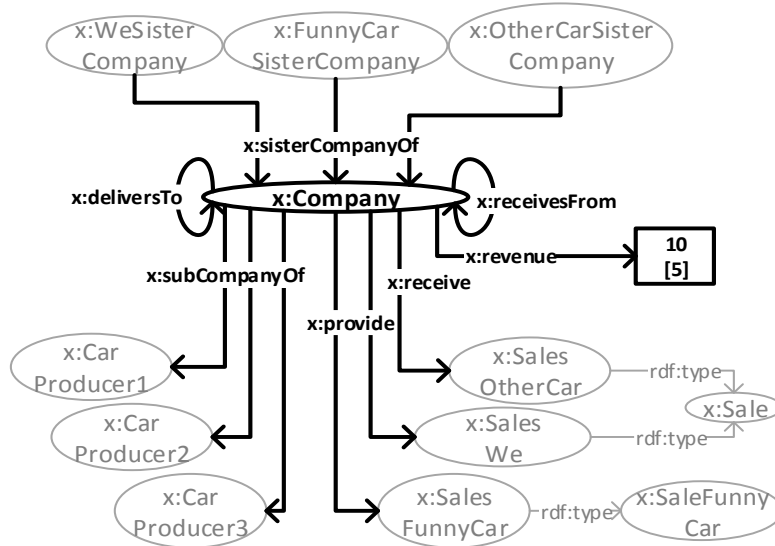 x:WeSister
Company
x:FunnyCar
SisterCompany
x:OtherCarSister
Company
x:sisterCompanyOf
x:deliversTo
x:Company
x:receivesFrom
x:revenue
10
[5]
x:subCompanyOf
x:receive
x:provide
x:Car
Producer1
x:Sales
OtherCar
rdf:type
x:Sale
x:Car
Producer2
x:Sales
We
rdf:type
x:Car
Producer3
x:Sales
FunnyCar
rdf:type
x:SaleFunny
Car